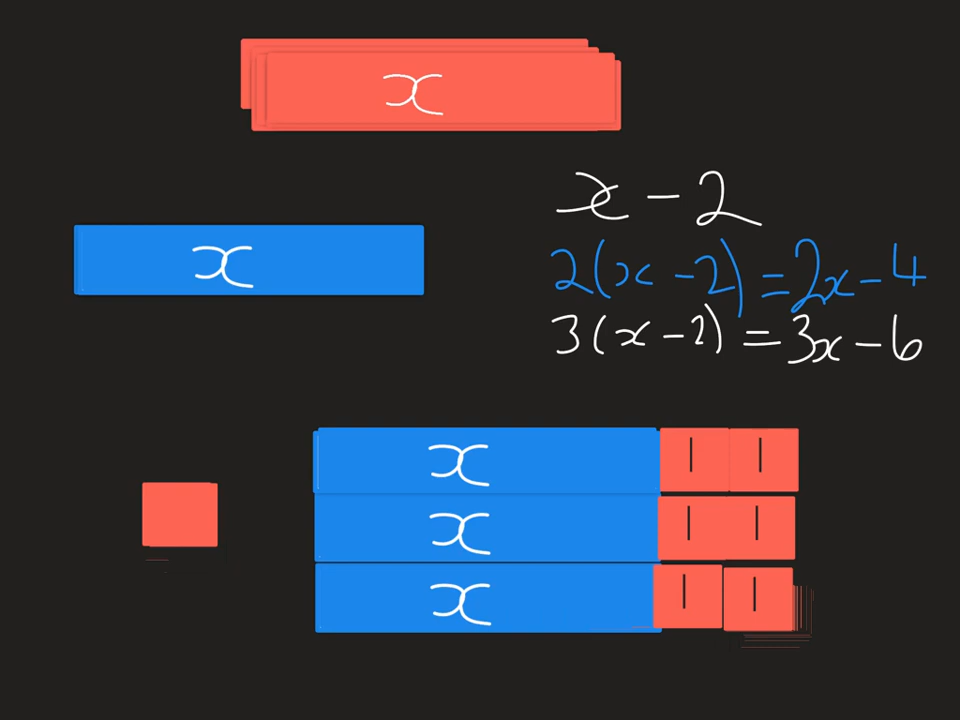 x
x - 2
x
2(x - 2) = 2x - 4
3(x - 2) = 3x - 6
x 1 1
x 1 1
x 1 1